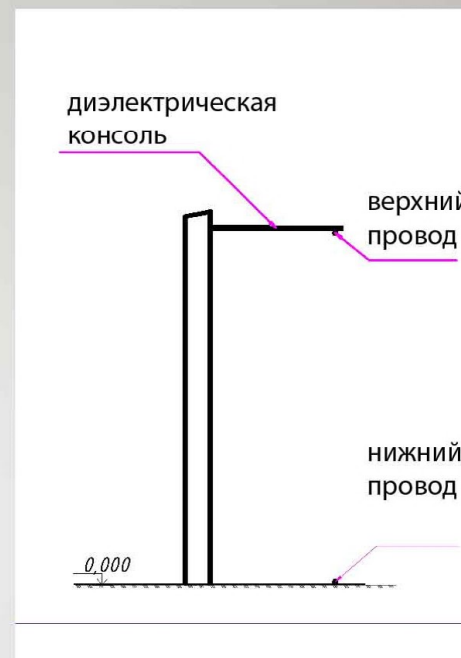 диэлектрическая
консоль
верхний
провод
нижний
провод
0,000